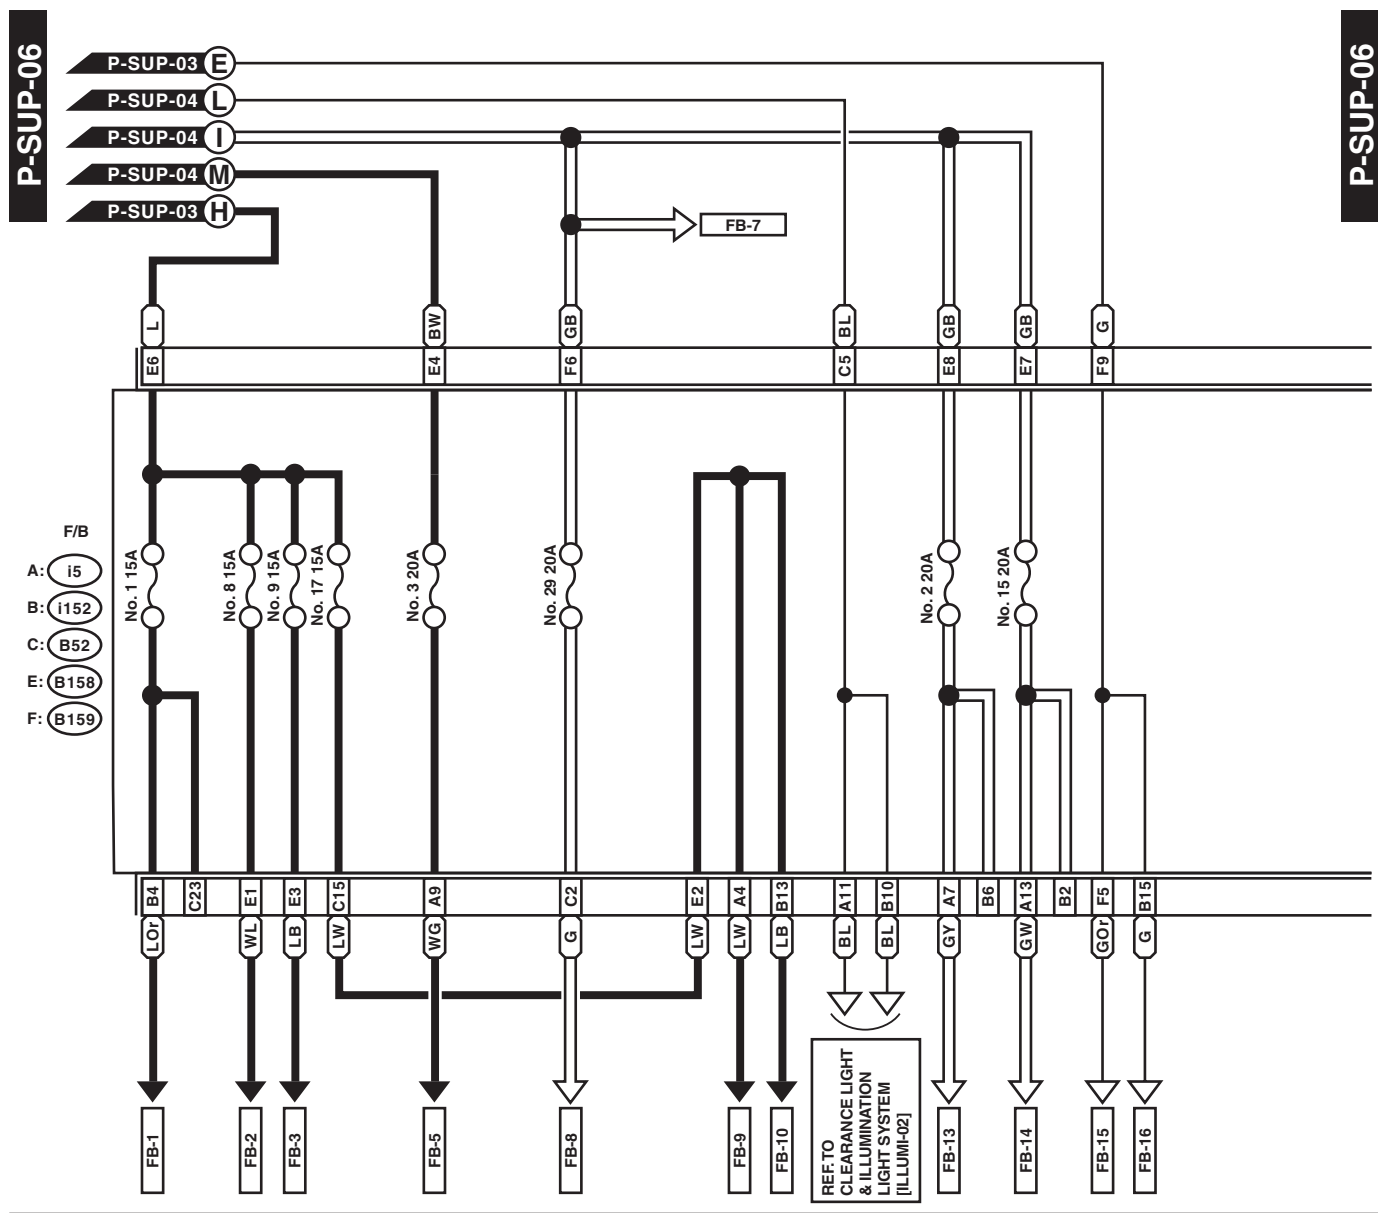 P-SUP-06
P-SUP-06
P-SUP-03 E
P-SUP-04 L
P-SUP-04 I
P-SUP-04 M
P-SUP-03 H
FB-7
L
BW
GB
BL
GB
GB
G
E6
E4
F6
C5
E8
E7
F9
F/B
A: i5
B: i152
C: B52
E: B158
F: B159
No. 1 15A
No. 8 15A
No. 9 15A
No. 17 15A
No. 3 20A
No. 29 20A
No. 2 20A
No. 15 20A
B4
C23
E1
E3
C15
A9
C2
E2
A4
B13
A11
B10
A7
B6
A13
B2
F5
B15
LOr
WL
LB
LW
WG
G
LW
LW
LB
BL
BL
GY
GW
GOr
G
FB-1
FB-2
FB-3
FB-5
FB-8
FB-9
FB-10
REF.TO
CLEARANCE LIGHT
& ILLUMINATION
LIGHT SYSTEM
[ILLUMI-02]
FB-13
FB-14
FB-15
FB-16